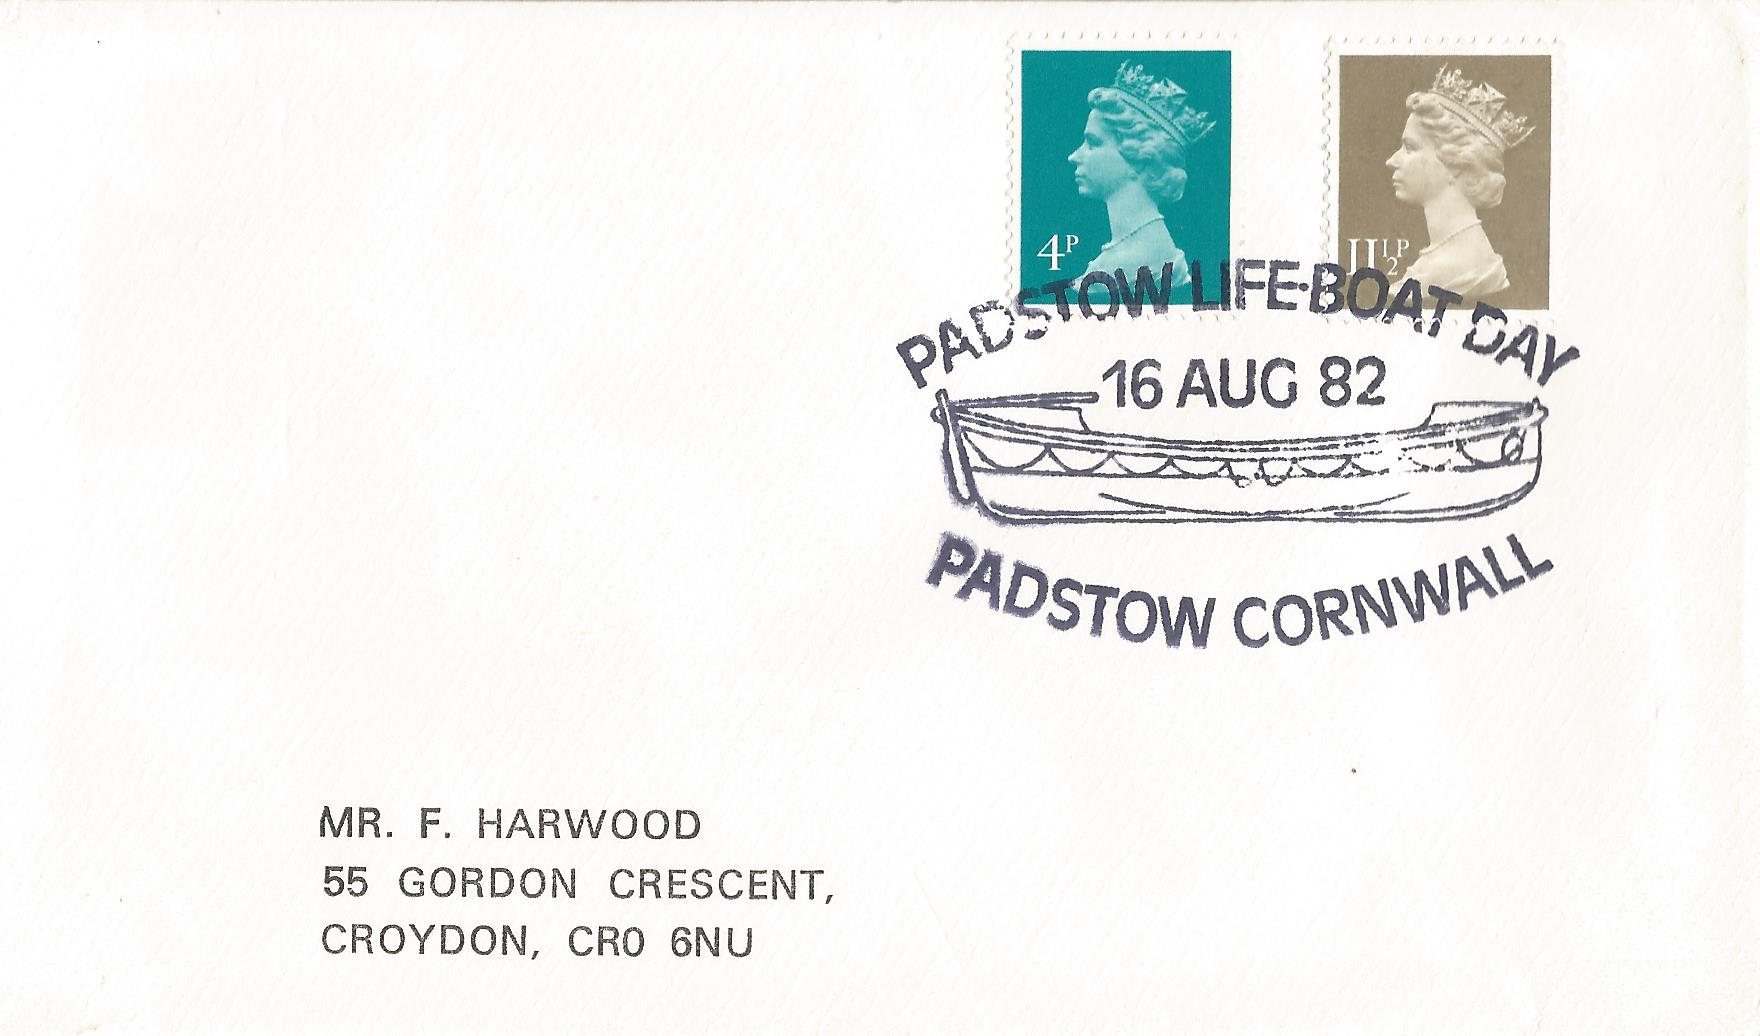 4P
11½P
PADSTOW LIFE-BOAT DAY
16 AUG 82
PADSTOW CORNWALL
MR. F. HARWOOD
55 GORDON CRESCENT,
CROYDON, CR0 6NU